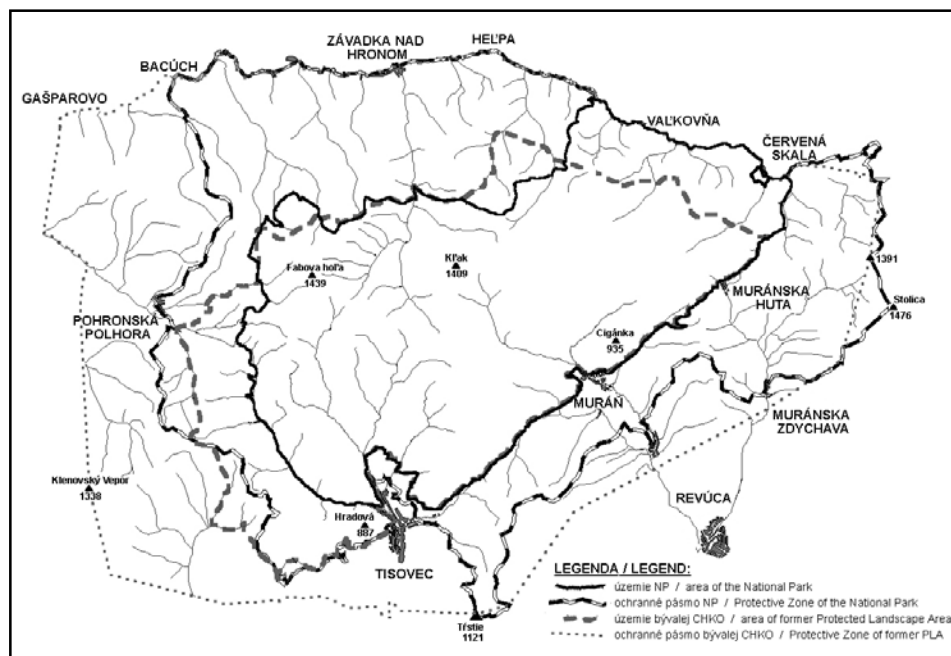 ZÁVADKA NAD
HRONOM
HEĽPA
BACÚCH
GAŠPAROVO
VAĽKOVŇA
ČERVENÁ
SKALA
Fabova hoľa
1439
Kľak
1409
1391
MURÁNSKA
HUTA
Stolica
1476
POHRONSKÁ
POLHORA
Cigánka
935
MURÁŇ
MURÁNSKA
ZDYCHAVA
Klenovský Vepor
1338
REVÚCA
Hradová
887
TISOVEC
Tŕstie
1121
LEGENDA / LEGEND:
územie NP / area of the National Park
ochranné pásmo NP / Protective Zone of the National Park
územie bývalej CHKO / area of former Protected Landscape Area
ochranné pásmo bývalej CHKO / Protective Zone of former PLA